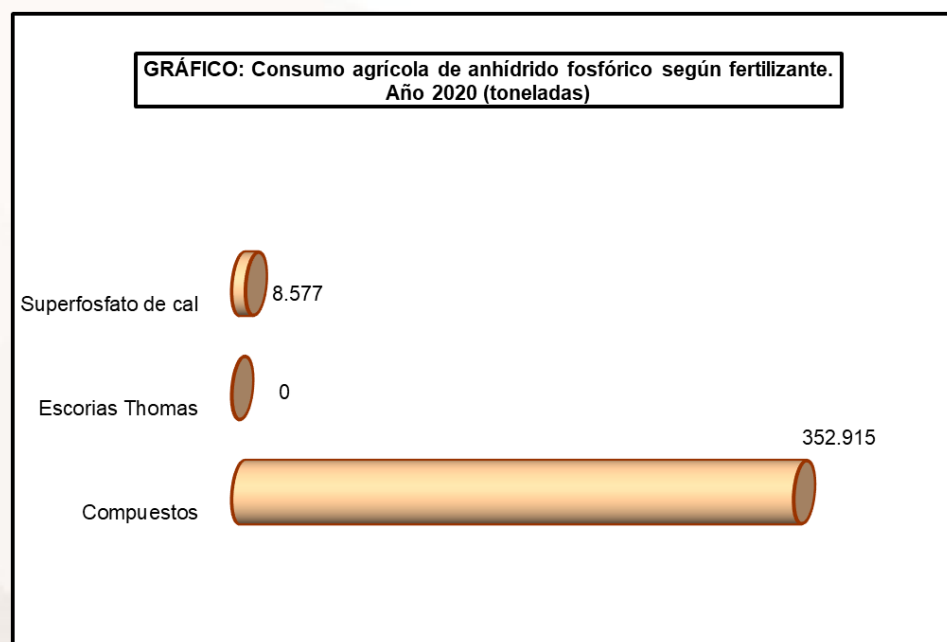 GRÁFICO: Consumo agrícola de anhídrido fosfórico según fertilizante.
Año 2020 (toneladas)
Superfosfato de cal
8.577
Escorias Thomas
0
Compuestos
352.915